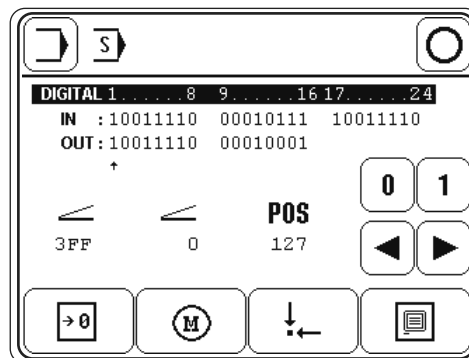 S
DIGITAL 1......8 9......16 17......24
IN :10011110 00010111 10011110
OUT:10011110 00010001
0 1
POS
3FF 0 127
→0 M